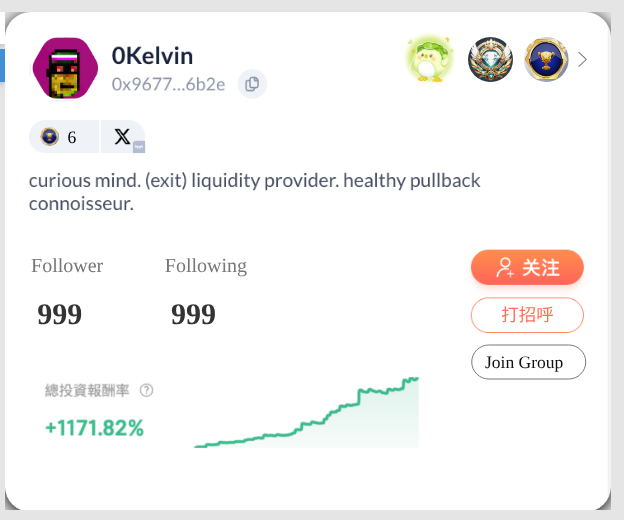 0Kelvin
0x9677...6b2e
6
curious mind. (exit) liquidity provider. healthy pullback
connoisseur.
Follower Following
关注
999 999
打招呼
Join Group
總投資報酬率 ?
+1171.82%